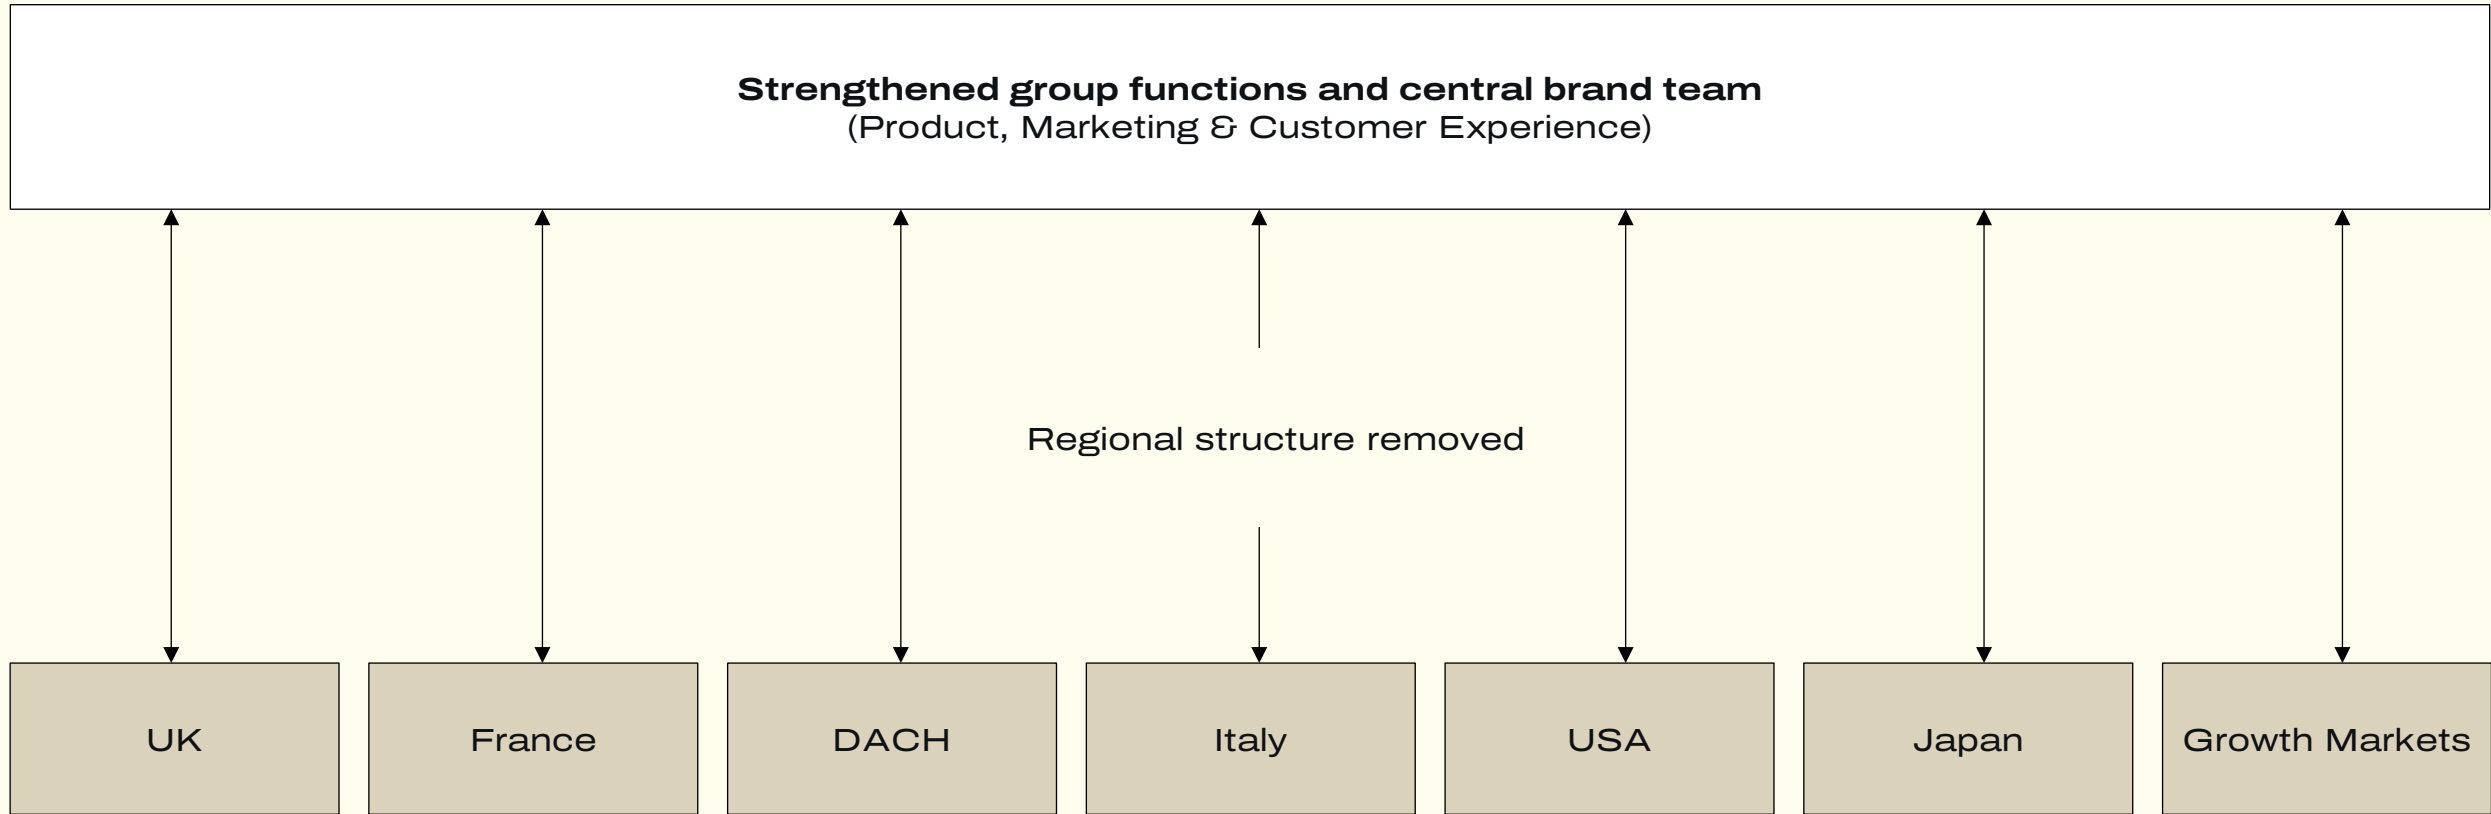 Strengthened group functions and central brand team
(Product, Marketing & Customer Experience)
Regional structure removed
UK
France
DACH
Italy
USA
Japan
Growth Markets